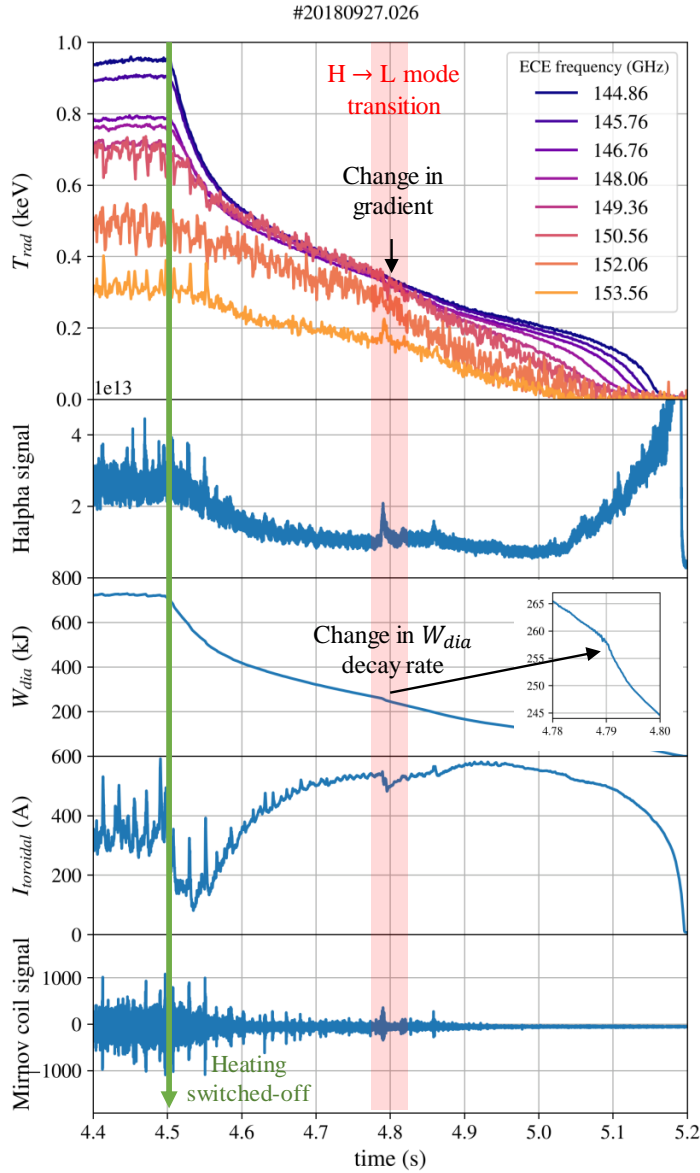 #20180927.026
1.0
0.8
0.6
0.4
0.2
0.0
T_rad (keV)
H → L mode
transition
Change in
gradient
ECE frequency (GHz)
144.86
145.76
146.76
148.06
149.36
150.56
152.06
153.56
1e13
4
2
Halpha signal
800
600
400
200
W_dia (kJ)
Change in W_dia
decay rate
265
260
255
250
245
4.78
4.79
4.80
600
400
200
0
I_toroidal (A)
1000
0
−1000
Mirnov coil signal
Heating
switched-off
4.4 4.5 4.6 4.7 4.8 4.9 5.0 5.1 5.2
time (s)